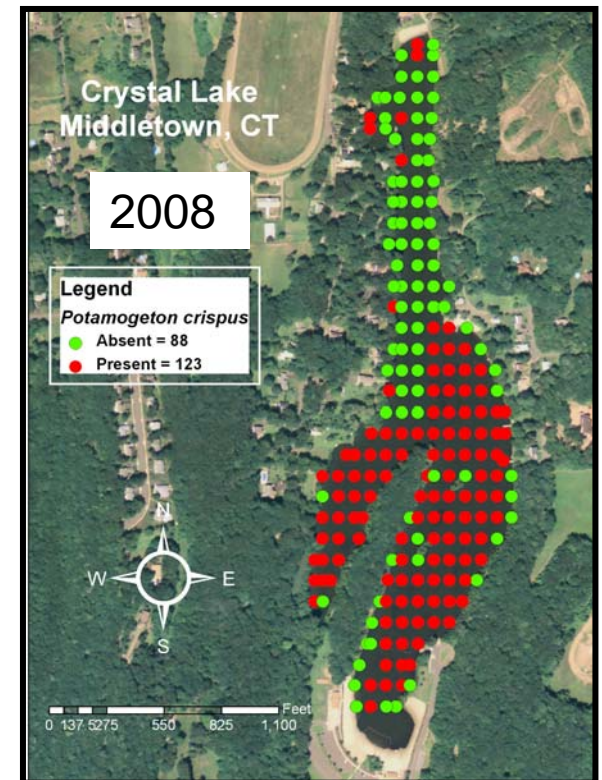 Crystal Lake
Middletown, CT
2008
Legend
Potamogeton crispus
Absent = 88
Present = 123
N
W E
S
Feet
0 137.5275 550 825 1,100